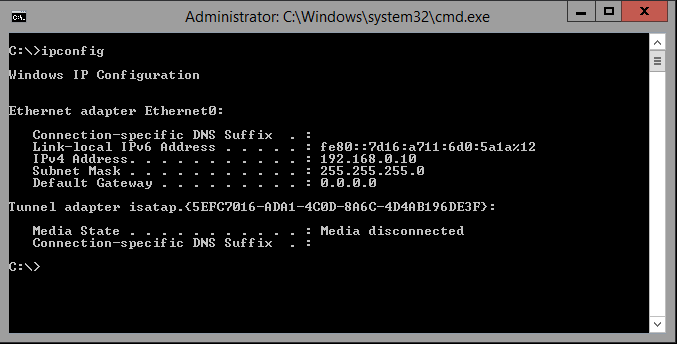 Administrator: C:\Windows\system32\cmd.exe
C:\>ipconfig
Windows IP Configuration
Ethernet adapter Ethernet0:
Connection-specific DNS Suffix . :
Link-local IPv6 Address . . . . . : fe80::7d16:a711:6d0:5a1a%12
IPv4 Address. . . . . . . . . . . : 192.168.0.10
Subnet Mask . . . . . . . . . . . : 255.255.255.0
Default Gateway . . . . . . . . . : 0.0.0.0
Tunnel adapter isatap.{5EFC7016-ADA1-4C0D-8A6C-4D4AB196DE3F}:
Media State . . . . . . . . . . . : Media disconnected
Connection-specific DNS Suffix . :
C:\>